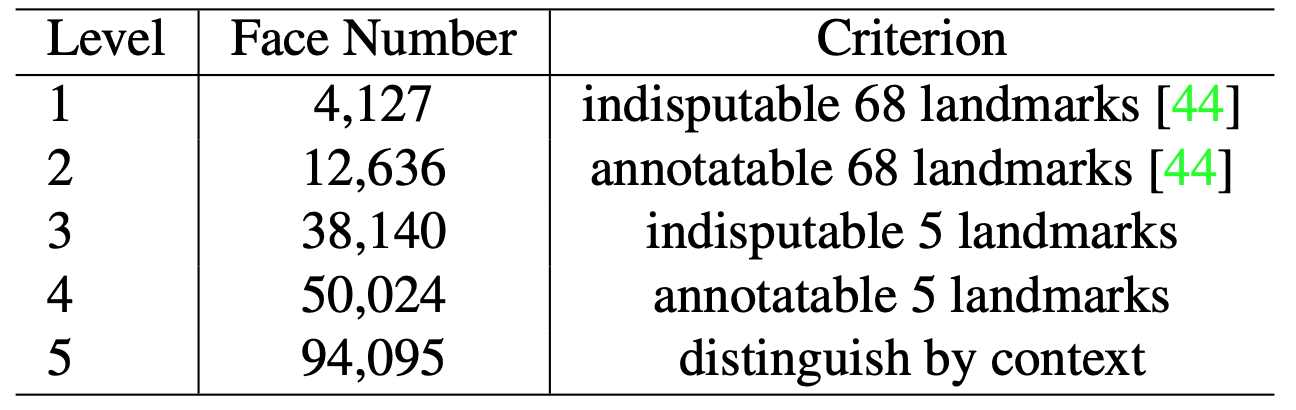 Level Face Number Criterion
1 4,127 indisputable 68 landmarks [44]
2 12,636 annotatable 68 landmarks [44]
3 38,140 indisputable 5 landmarks
4 50,024 annotatable 5 landmarks
5 94,095 distinguish by context